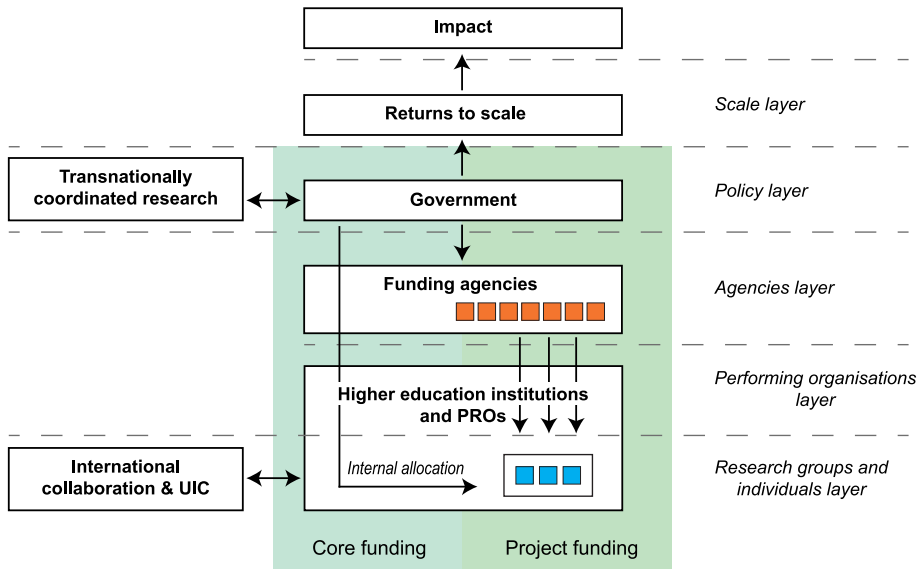 Impact
Scale layer
Returns to scale
Transnationally
coordinated research
Government
Policy layer
Funding agencies
Agencies layer
Higher education institutions
and PROs
Performing organisations
layer
International
collaboration & UIC
Internal allocation
Research groups and
individuals layer
Core funding
Project funding